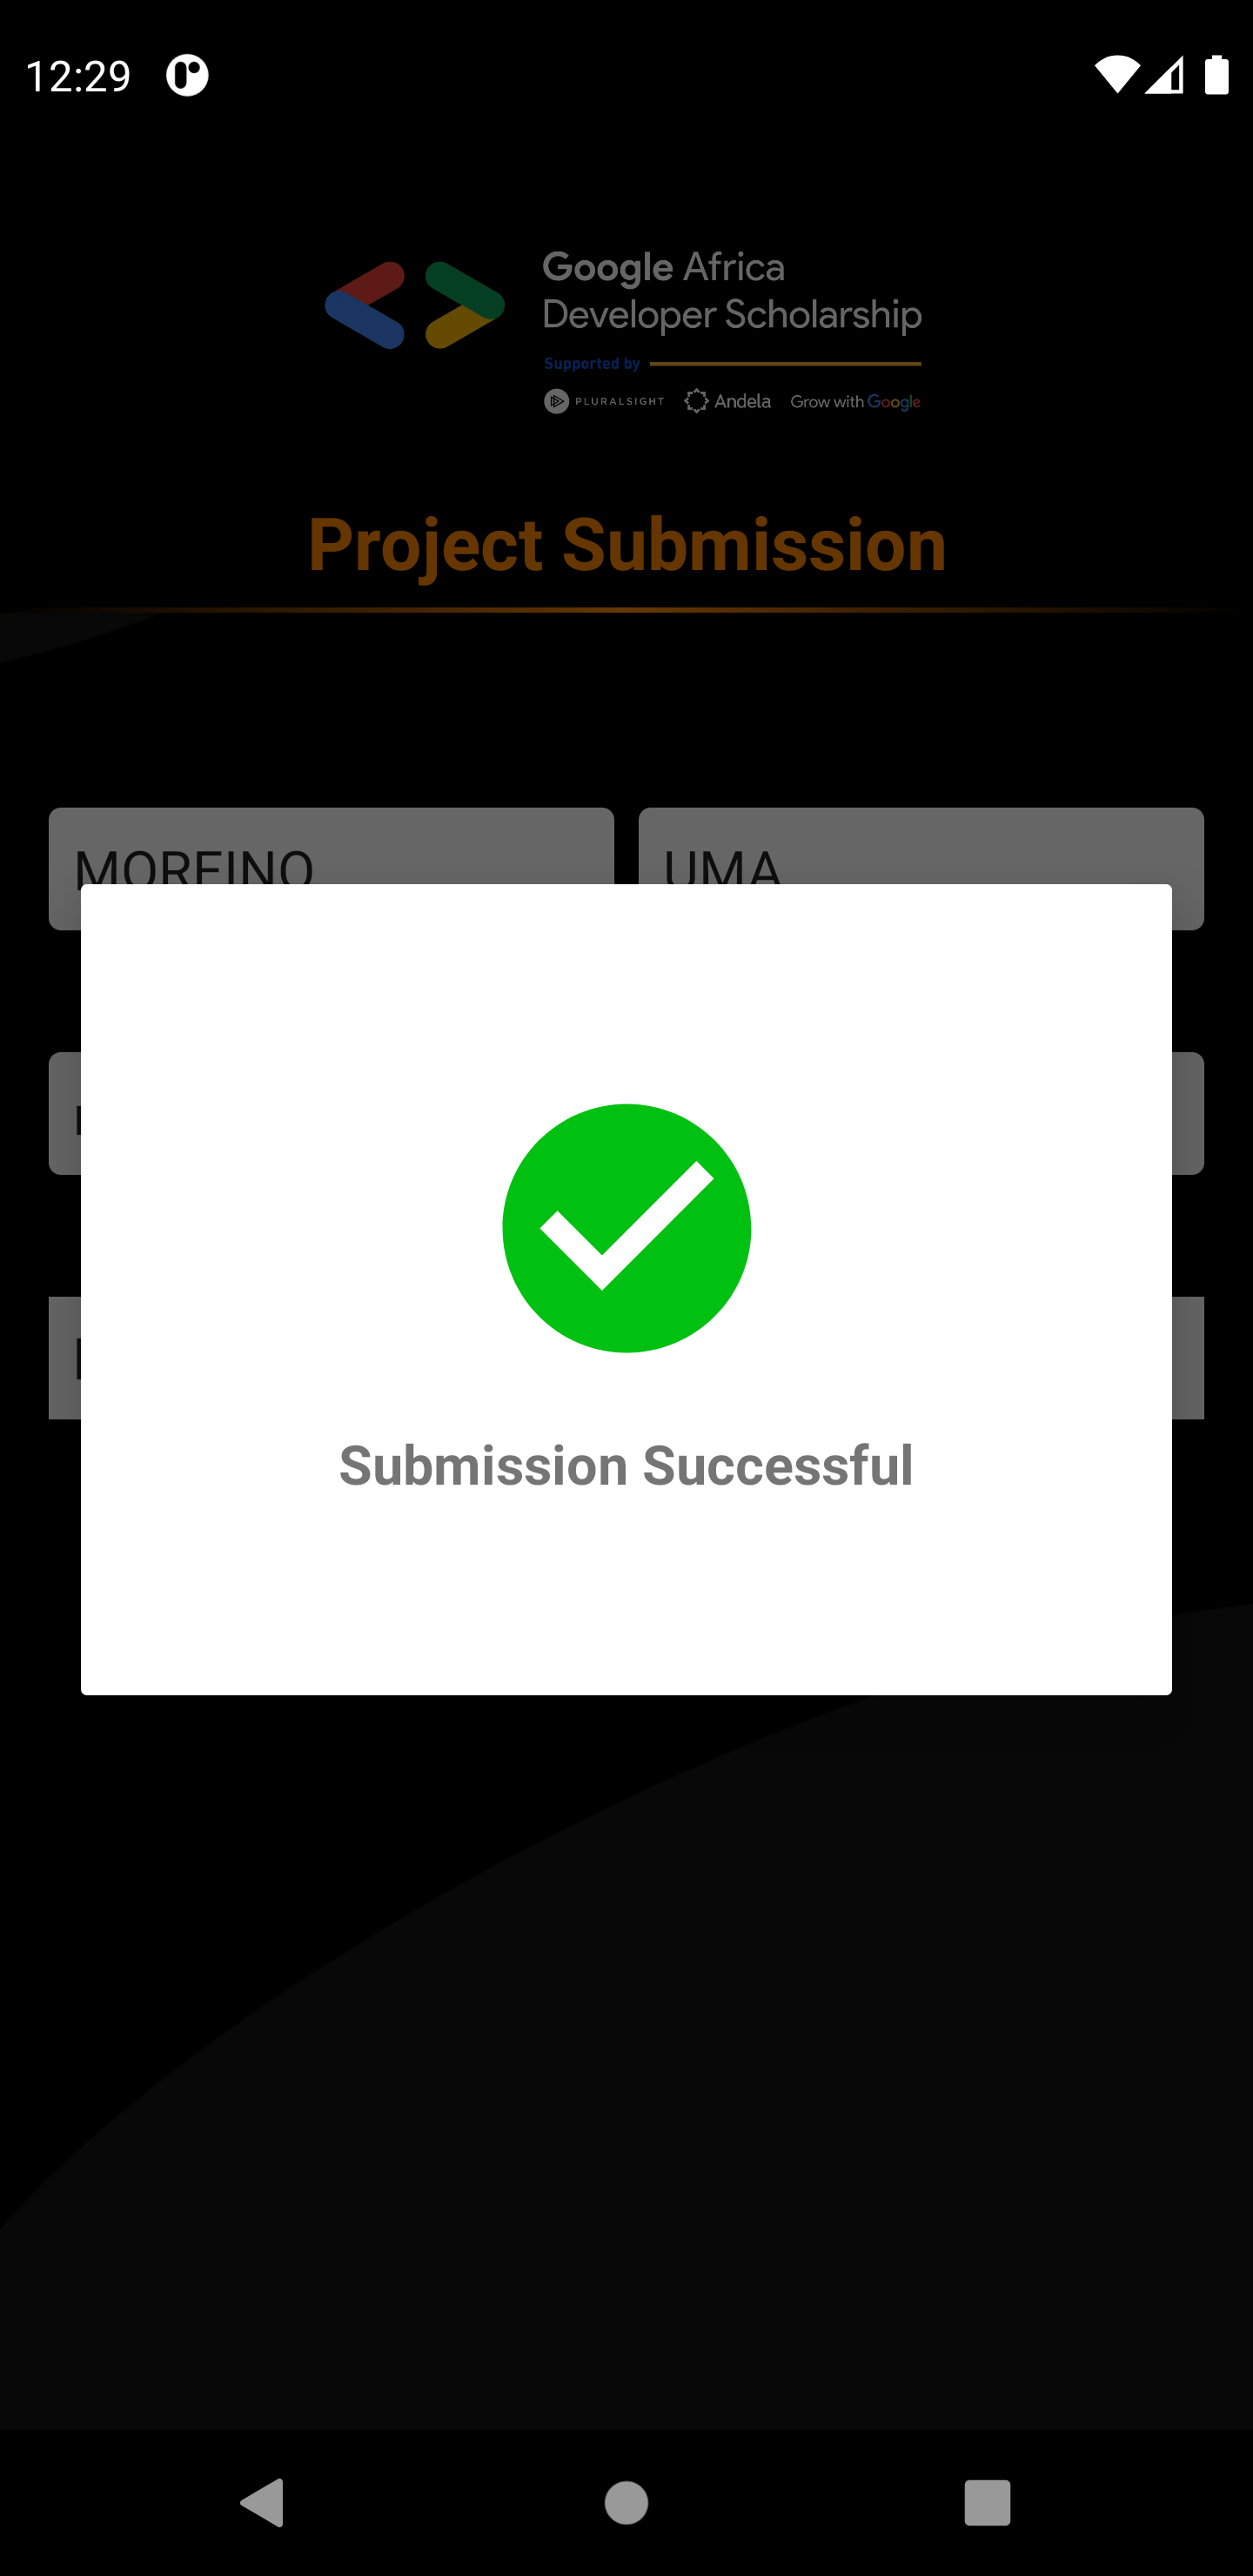 12:29
Google Africa
Developer Scholarship
Supported by
PLURALSIGHT Andela Grow with Google
Project Submission
MOREINO UMA
Submission Successful